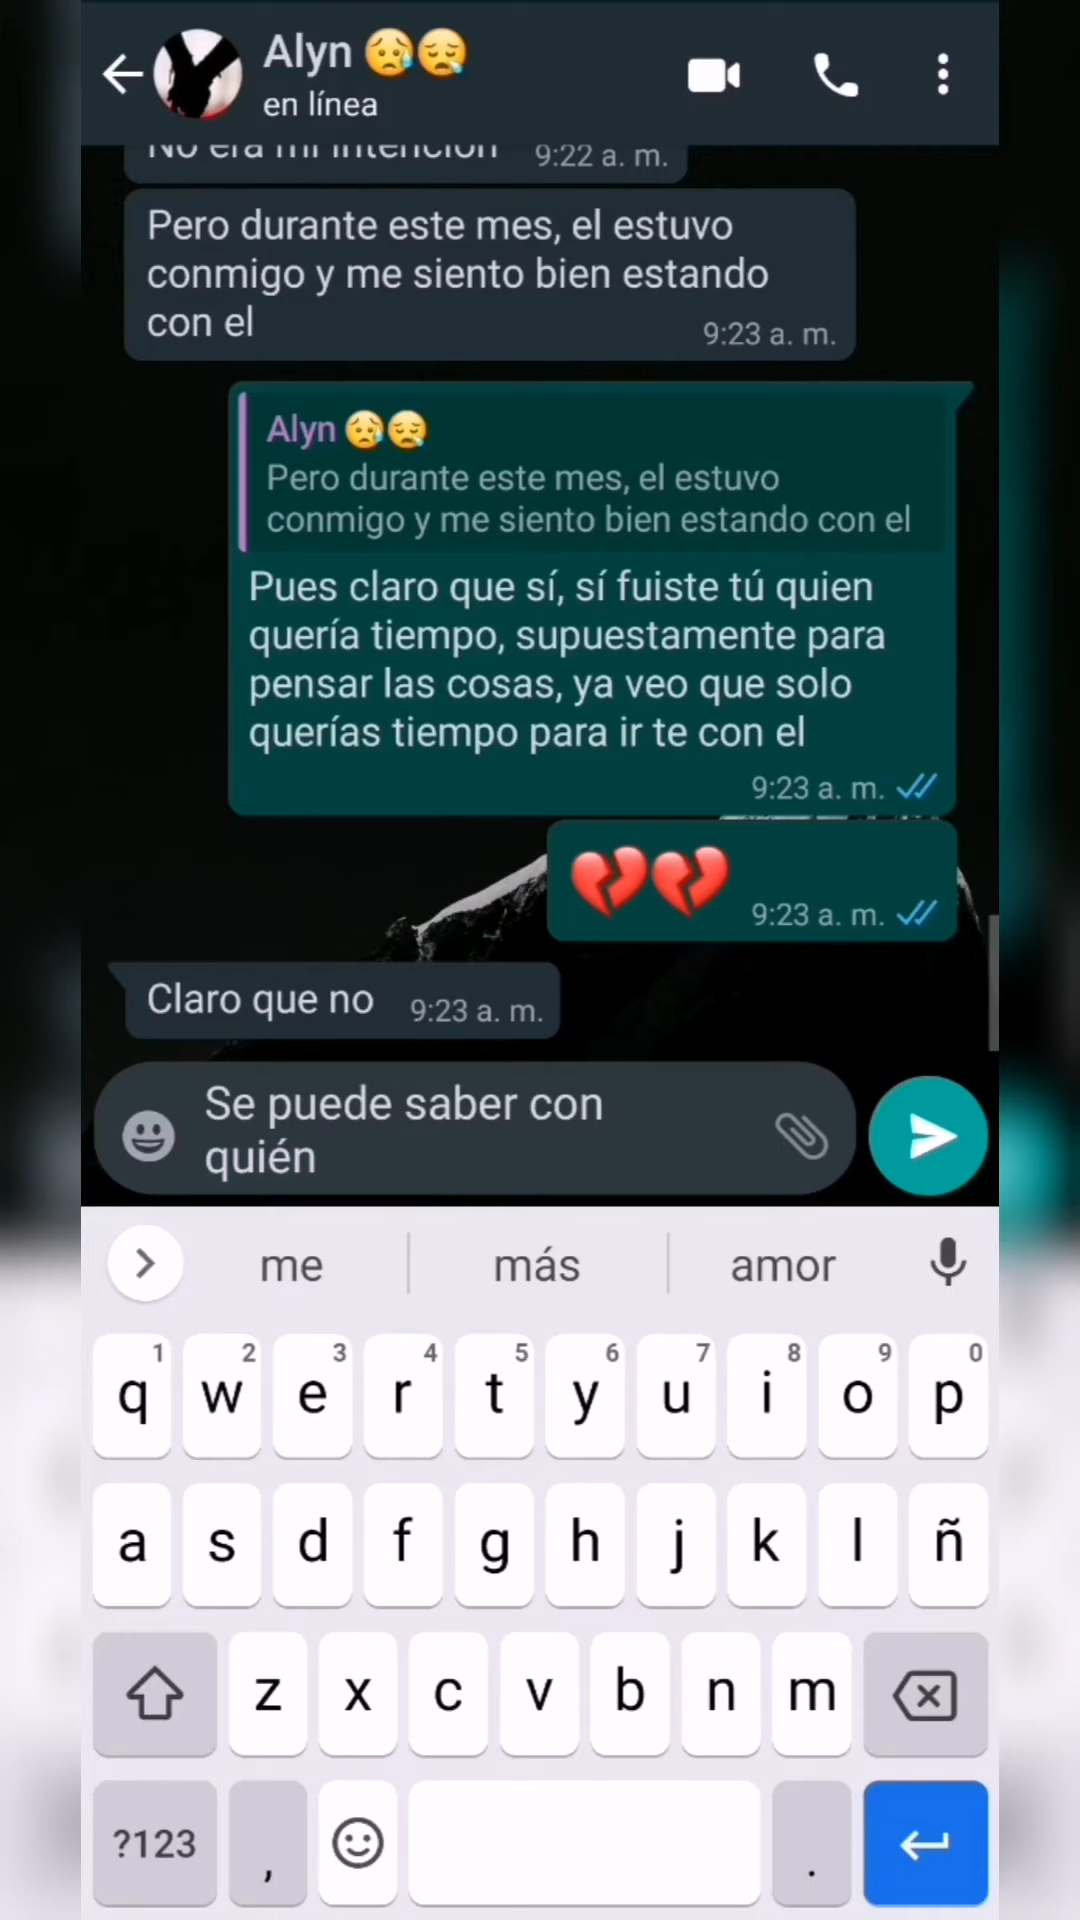 Alyn 😥😪
en línea
No era mi intención 9:22 a. m.
Pero durante este mes, el estuvo
conmigo y me siento bien estando
con el 9:23 a. m.
Alyn 😥😪
Pero durante este mes, el estuvo
conmigo y me siento bien estando con el
Pues claro que sí, sí fuiste tú quien
quería tiempo, supuestamente para
pensar las cosas, ya veo que solo
querías tiempo para ir te con el
9:23 a. m.
💔💔 9:23 a. m.
Claro que no 9:23 a. m.
Se puede saber con
quién
me más amor
1 2 3 4 5 6 7 8 9 0
q w e r t y u i o p
a s d f g h j k l ñ
z x c v b n m
?123 , .